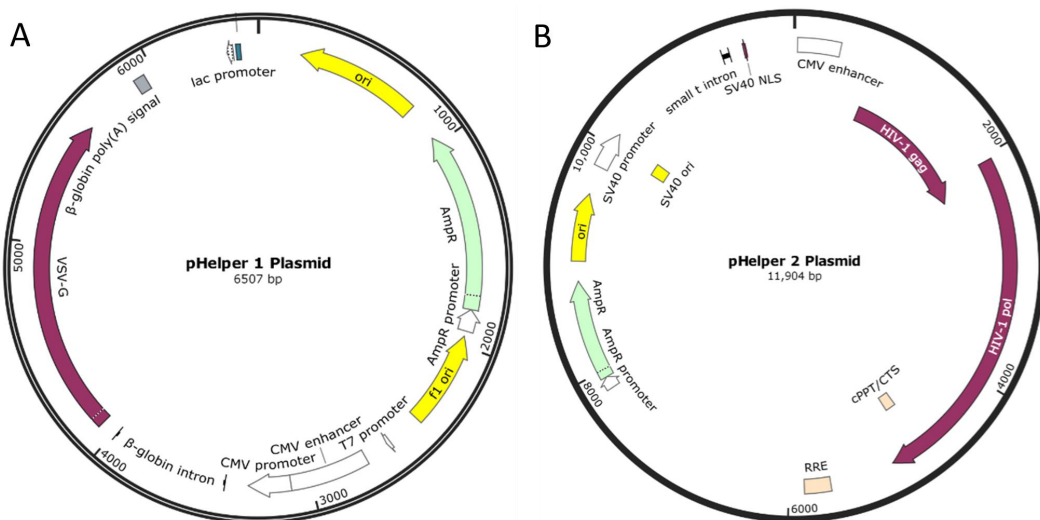 A
6000
lac promoter
ori
1000
β-globin poly(A) signal
AmpR
5000
VSV-G
pHelper 1 Plasmid
6507 bp
AmpR promoter
2000
f1 ori
T7 promoter
CMV enhancer
CMV promoter
β-globin intron
4000
3000
B
small t intron
SV40 NLS
CMV enhancer
10,000
SV40 promoter
SV40 ori
HIV-1 gag
2000
ori
pHelper 2 Plasmid
11,904 bp
HIV-1 pol
AmpR
AmpR promoter
8000
cPPT/CTS
4000
RRE
6000